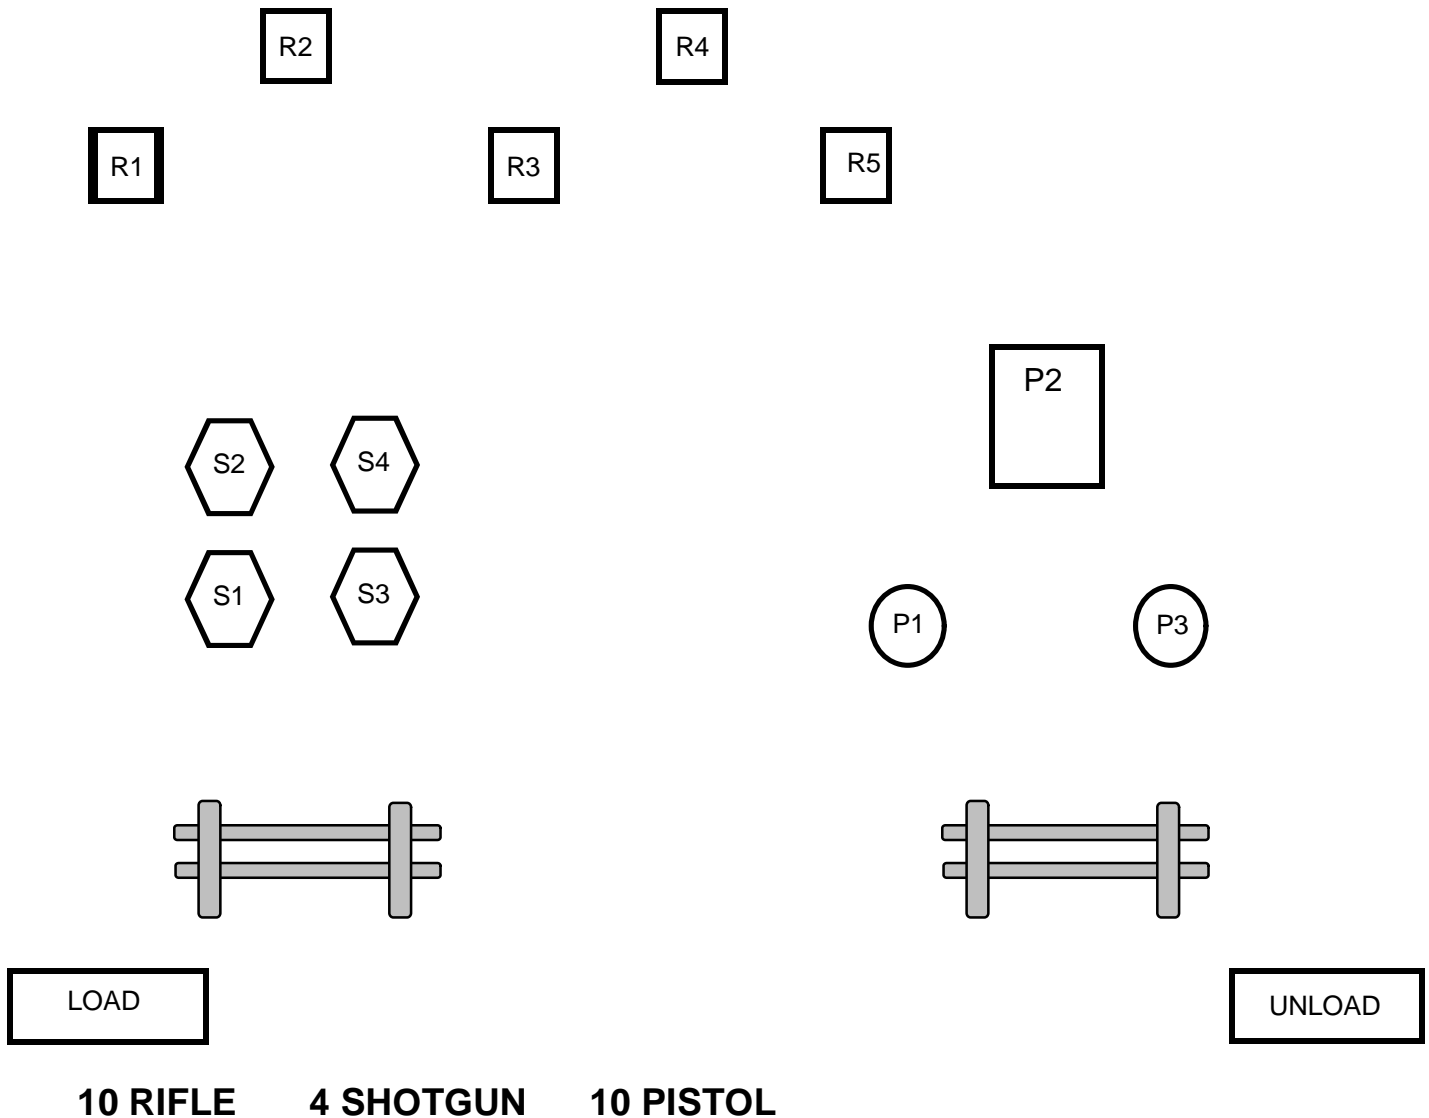 R2 R4
R1 R3 R5
P2
S2 S4
S1 S3 P1 P3
LOAD UNLOAD
10 RIFLE 4 SHOTGUN 10 PISTOL